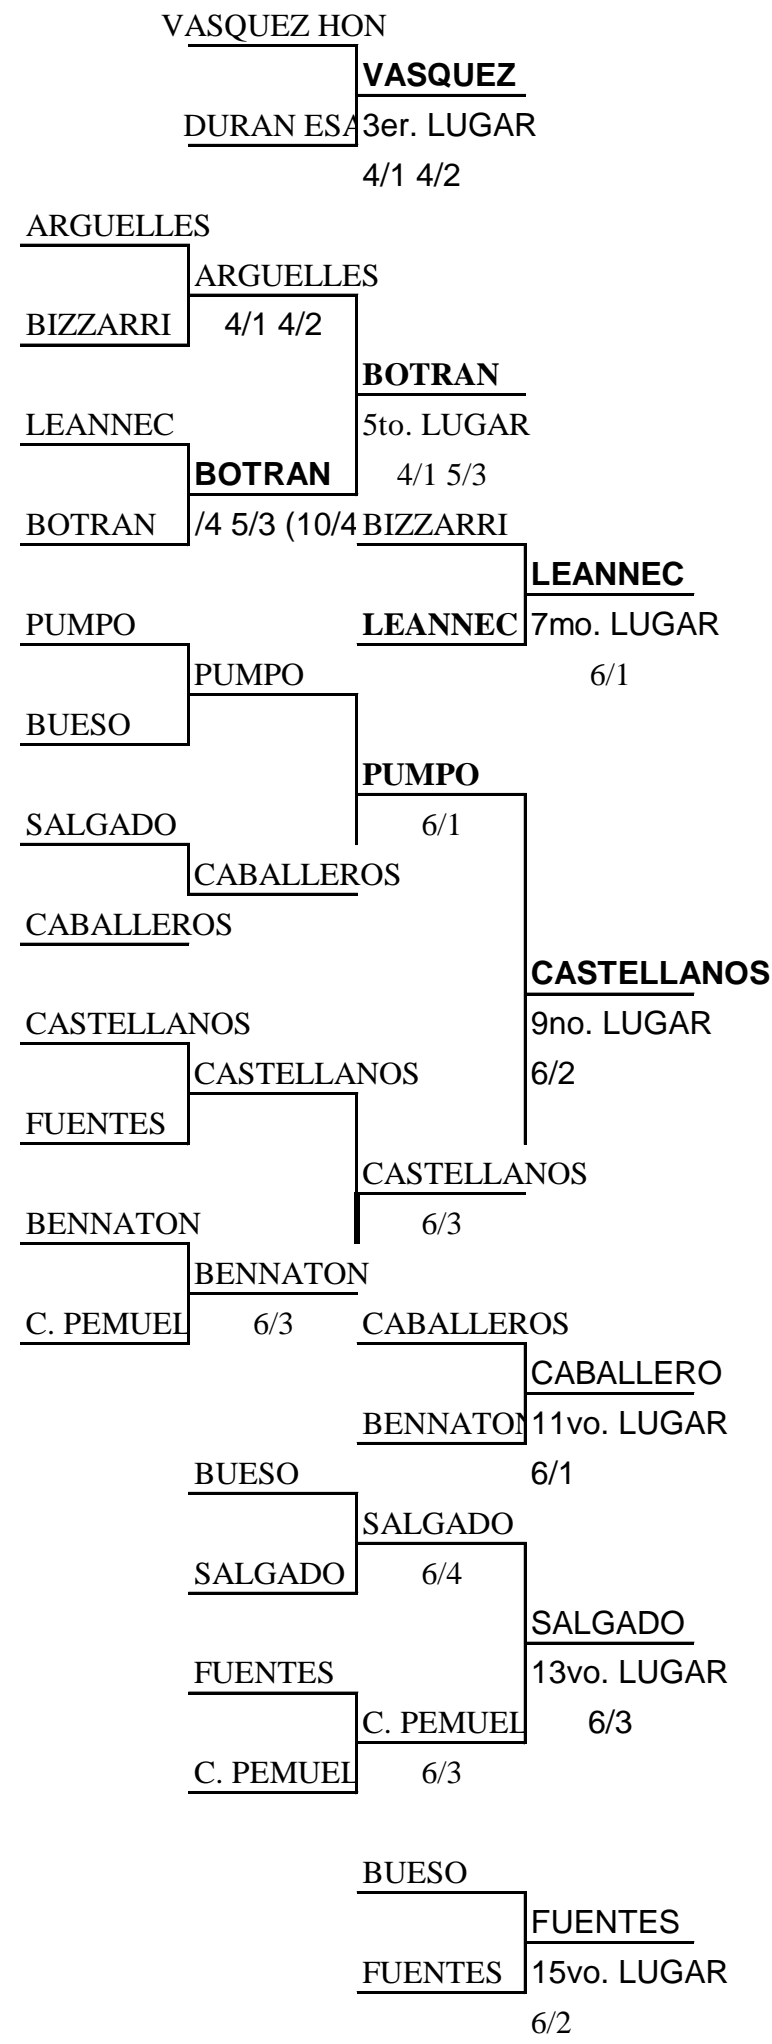 VASQUEZ HON
VASQUEZ
DURAN ESA 3er. LUGAR
4/1 4/2
ARGUELLES
ARGUELLES
BIZZARRI 4/1 4/2
BOTRAN
LEANNEC 5to. LUGAR
BOTRAN 4/1 5/3
BOTRAN /4 5/3 (10/4 BIZZARRI
LEANNEC
PUMPO LEANNEC 7mo. LUGAR
PUMPO 6/1
BUESO
PUMPO
SALGADO 6/1
CABALLEROS
CABALLEROS
CASTELLANOS
CASTELLANOS 9no. LUGAR
CASTELLANOS 6/2
FUENTES
CASTELLANOS
BENNATON 6/3
BENNATON
C. PEMUEL 6/3 CABALLEROS
CABALLERO
BENNATON 11vo. LUGAR
BUESO 6/1
SALGADO
SALGADO 6/4
SALGADO
FUENTES 13vo. LUGAR
C. PEMUEL 6/3
C. PEMUEL 6/3
BUESO
FUENTES
FUENTES 15vo. LUGAR
6/2